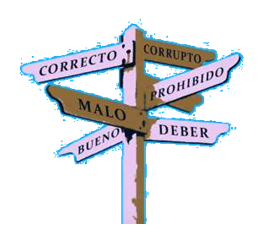 CORRECTO
CORRUPTO
PROHIBIDO
MALO
BUENO
DEBER